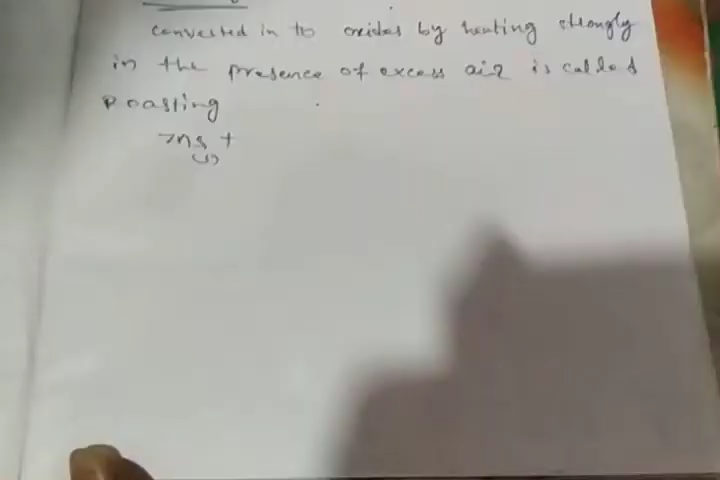 converted in to oxides by heating strongly
in the presence of excess air is called
Roasting
ZnS +
(s)